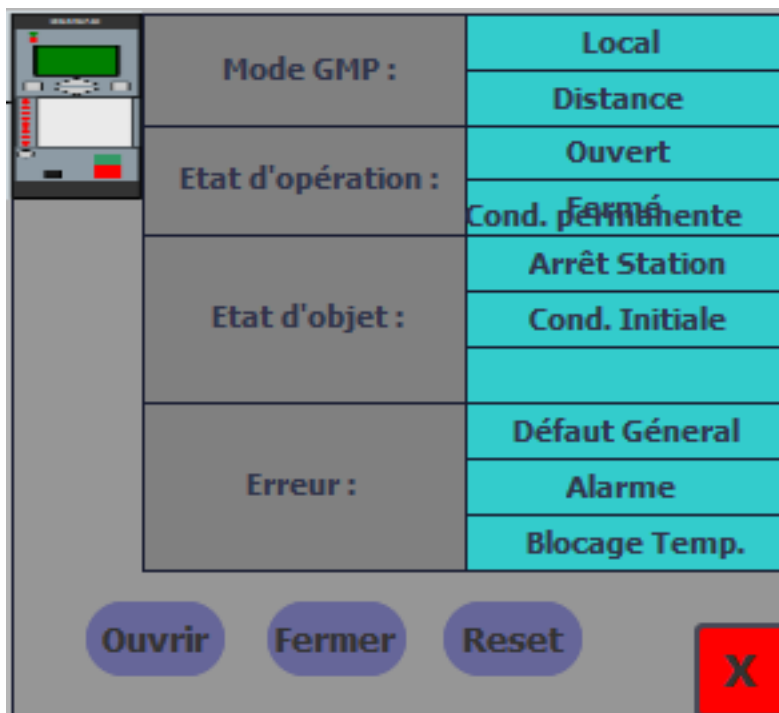 Mode GMP :
Local
Distance
Etat d'opération :
Ouvert
Fermé
Cond. permanente
Etat d'objet :
Arrêt Station
Cond. Initiale
Erreur :
Défaut Géneral
Alarme
Blocage Temp.
Ouvrir
Fermer
Reset
X